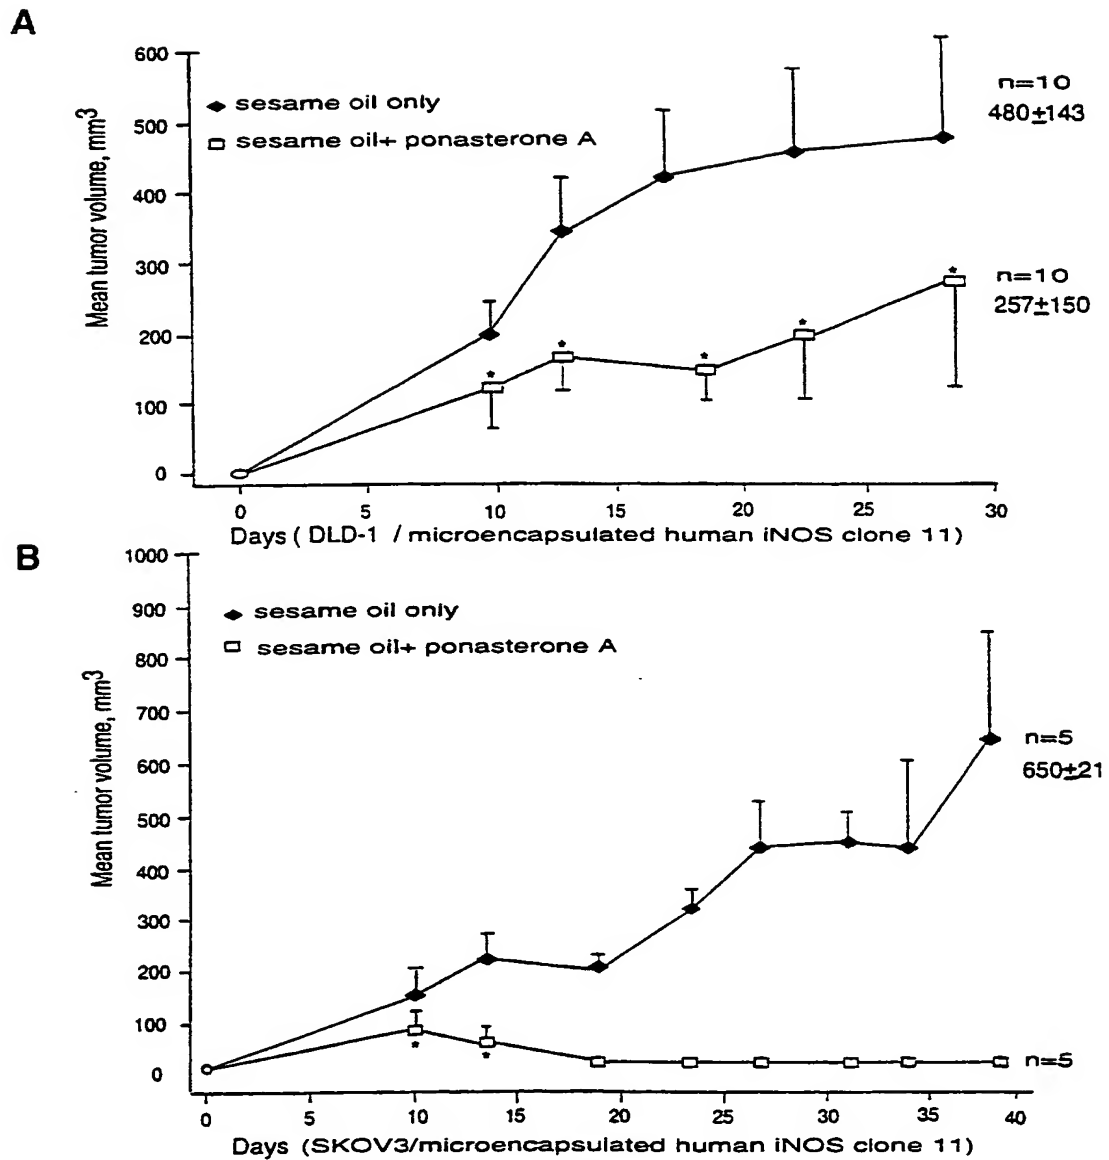 A
600
500
400
300
200
100
0
Mean tumor volume, mm3
sesame oil only
sesame oil+ ponasterone A
n=10
480±143
n=10
257±150
*
*
*
*
*
0 5 10 15 20 25 30
Days ( DLD-1 / microencapsulated human iNOS clone 11)
B
1000
900
800
700
600
500
400
300
200
100
0
Mean tumor volume, mm3
sesame oil only
sesame oil+ ponasterone A
n=5
650±21
n=5
*
*
0 5 10 15 20 25 30 35 40
Days (SKOV3/microencapsulated human iNOS clone 11)